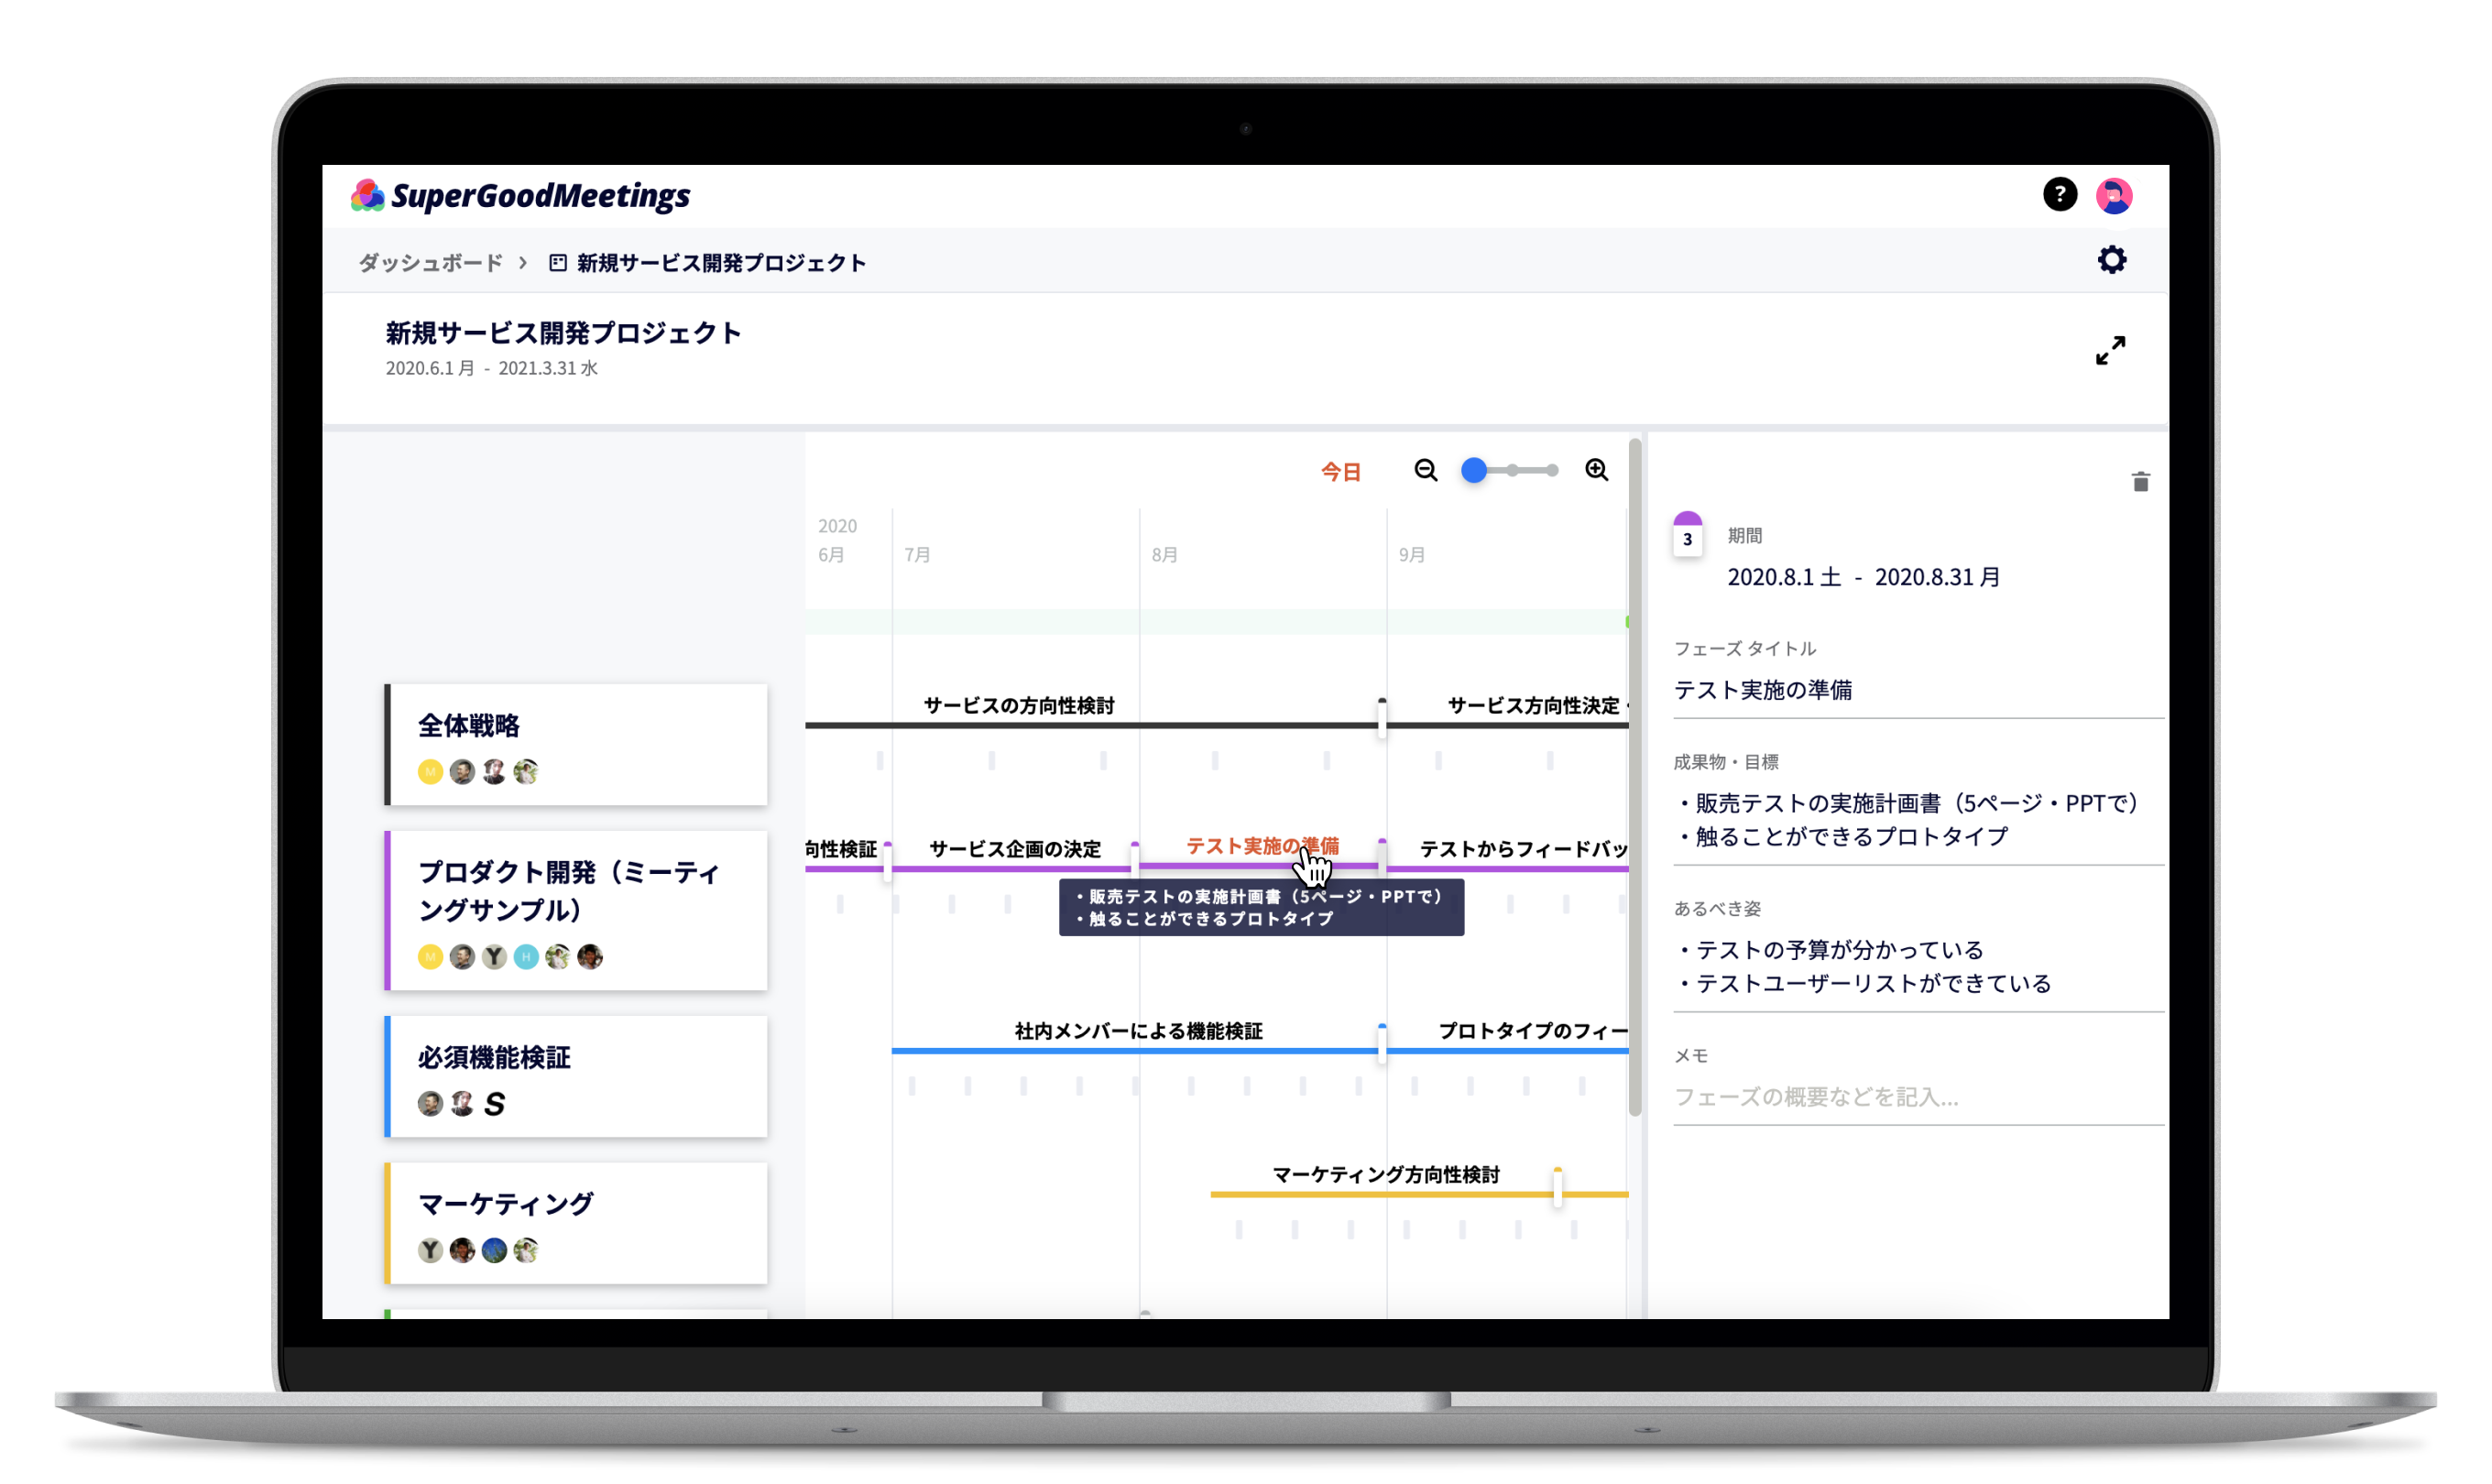 SuperGoodMeetings
?
ダッシュボード > 新規サービス開発プロジェクト
新規サービス開発プロジェクト
2020.6.1 月 - 2021.3.31 水
今日
2020
6月 7月 8月 9月
3
期間
2020.8.1 土 - 2020.8.31 月
フェーズ タイトル
テスト実施の準備
成果物・目標
・販売テストの実施計画書（5ページ・PPTで）
・触ることができるプロトタイプ
あるべき姿
・テストの予算が分かっている
・テストユーザーリストができている
メモ
フェーズの概要などを記入...
全体戦略
M
サービスの方向性検討 サービス方向性決定・
プロダクト開発（ミーティ
ングサンプル）
M Y H
向性検証 サービス企画の決定 テスト実施の準備 テストからフィードバッ
・販売テストの実施計画書（5ページ・PPTで）
・触ることができるプロトタイプ
必須機能検証
S
社内メンバーによる機能検証 プロトタイプのフィー
マーケティング
Y
マーケティング方向性検討